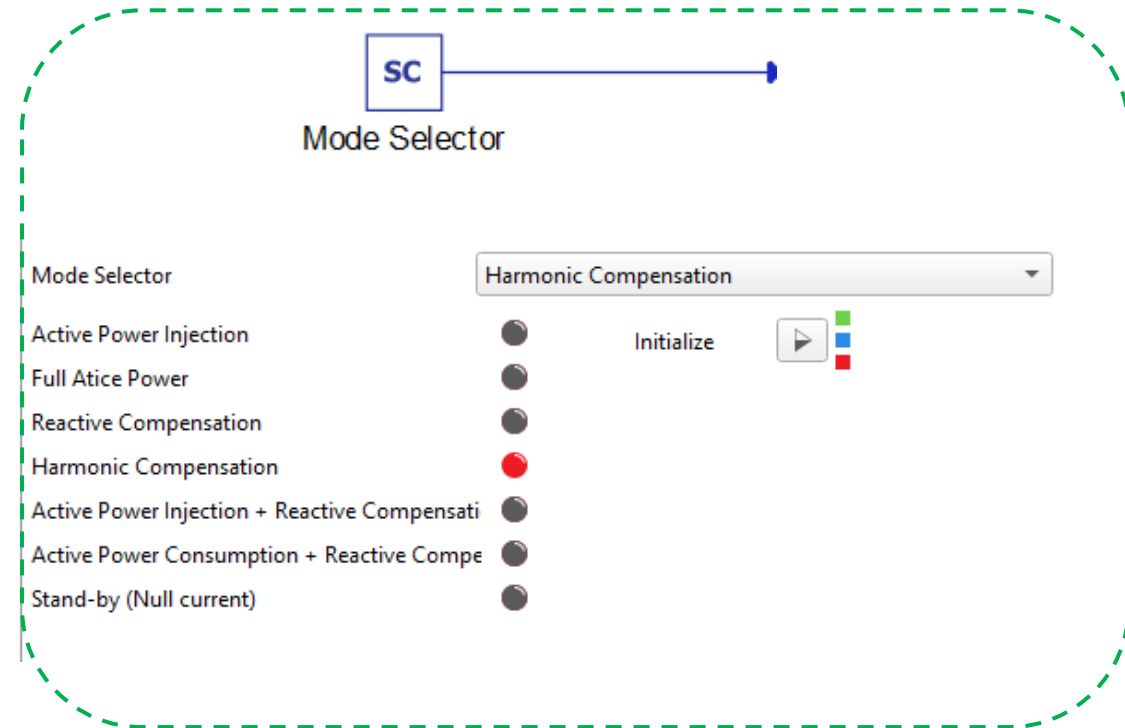 SC
Mode Selector
Mode Selector
Harmonic Compensation
Active Power Injection
Initialize
Full Atice Power
Reactive Compensation
Harmonic Compensation
Active Power Injection + Reactive Compensati
Active Power Consumption + Reactive Compe
Stand-by (Null current)